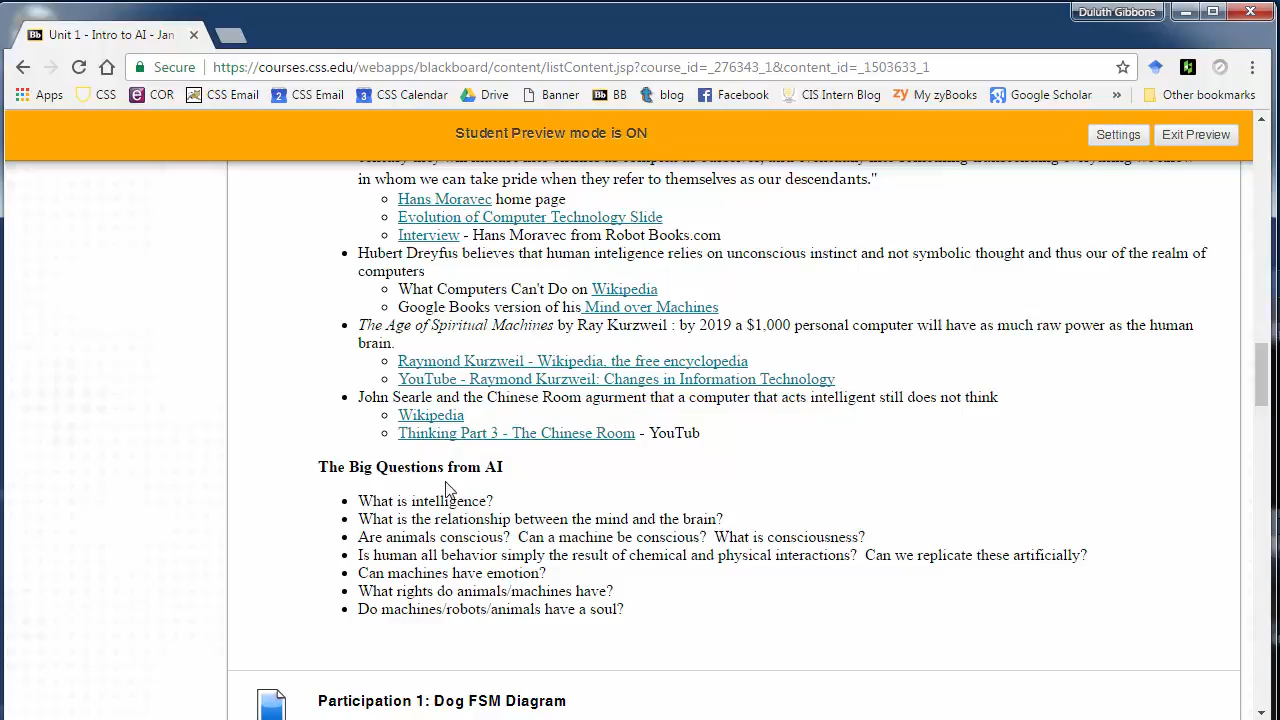 Duluth Gibbons
Unit 1 - Intro to AI - Jan
Secure https://courses.css.edu/webapps/blackboard/content/listContent.jsp?course_id=_27633_1&content_id=_1503633_1
Apps CSS COR CSS Email CSS Email CSS Calendar Drive Banner BB blog Facebook CIS Intern Blog My zyBooks Google Scholar » Other bookmarks
Student Preview mode is ON Settings Exit Preview
in whom we can take pride when they refer to themselves as our descendants."
Hans Moravec home page
Evolution of Computer Technology Slide
Interview - Hans Moravec from Robot Books.com
Hubert Dreyfus believes that human inteligence relies on unconscious instinct and not symbolic thought and thus our of the realm of
computers
What Computers Can't Do on Wikipedia
Google Books version of his Mind over Machines
The Age of Spiritual Machines by Ray Kurzweil : by 2019 a $1,000 personal computer will have as much raw power as the human
brain.
Raymond Kurzweil - Wikipedia, the free encyclopedia
YouTube - Raymond Kurzweil: Changes in Information Technology
John Searle and the Chinese Room agurment that a computer that acts intelligent still does not think
Wikipedia
Thinking Part 3 - The Chinese Room - YouTub
The Big Questions from AI
What is intelligence?
What is the relationship between the mind and the brain?
Are animals conscious? Can a machine be conscious? What is consciousness?
Is human all behavior simply the result of chemical and physical interactions? Can we replicate these artificially?
Can machines have emotion?
What rights do animals/machines have?
Do machines/robots/animals have a soul?
Participation 1: Dog FSM Diagram